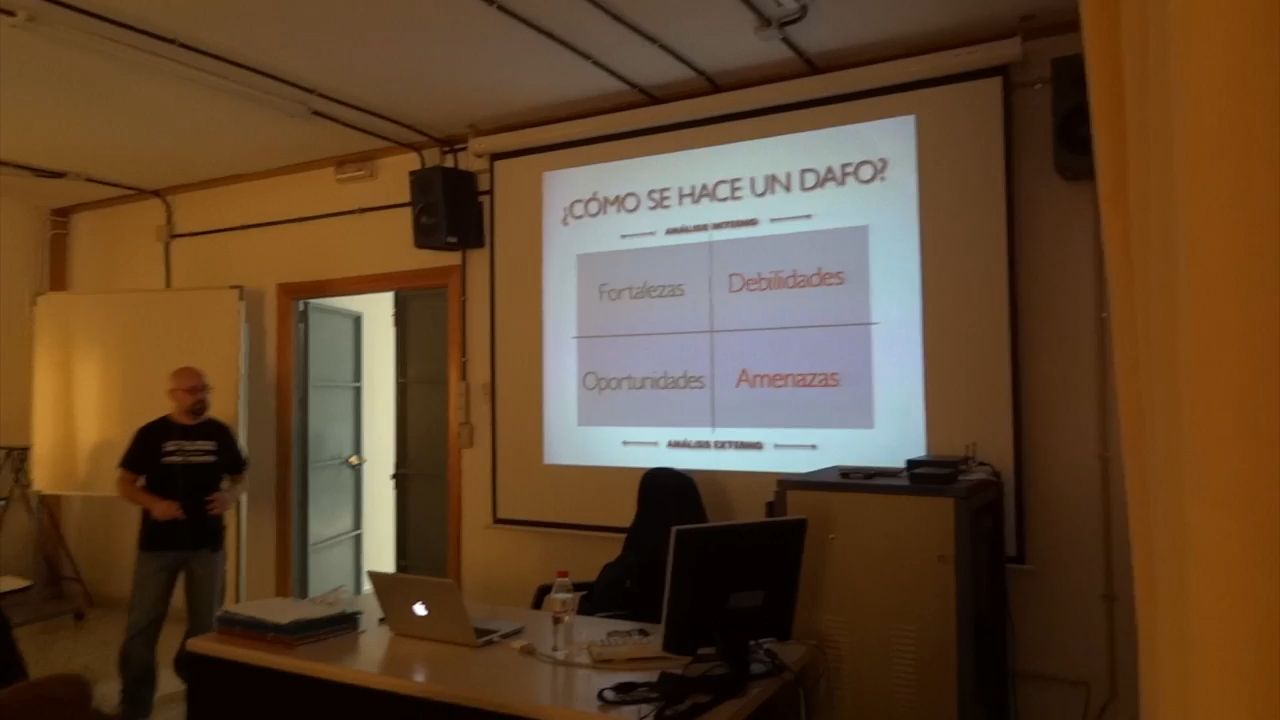 ¿CÓMO SE HACE UN DAFO?
ANÁLISIS INTERNO
Fortalezas Debilidades
Oportunidades Amenazas
ANÁLISIS EXTERNO